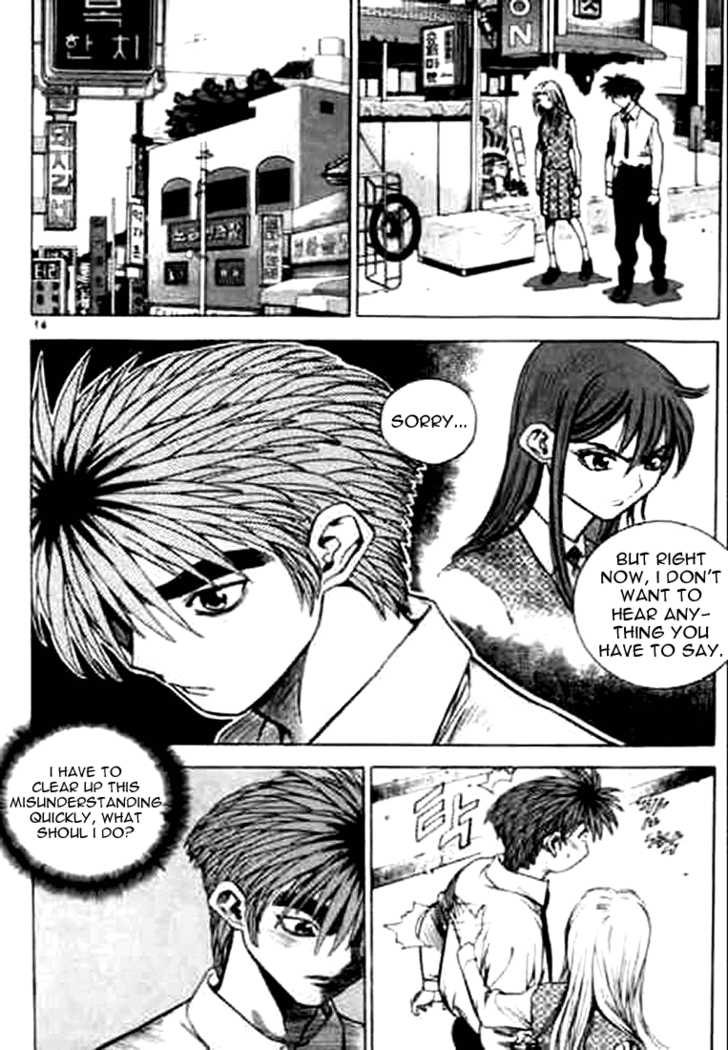 한치
ON
14
SORRY...
BUT RIGHT
NOW, I DON'T
WANT TO
HEAR ANY-
THING YOU
HAVE TO SAY.
I HAVE TO
CLEAR UP THIS
MISUNDERSTANDING
QUICKLY, WHAT
SHOUL I DO?
탁